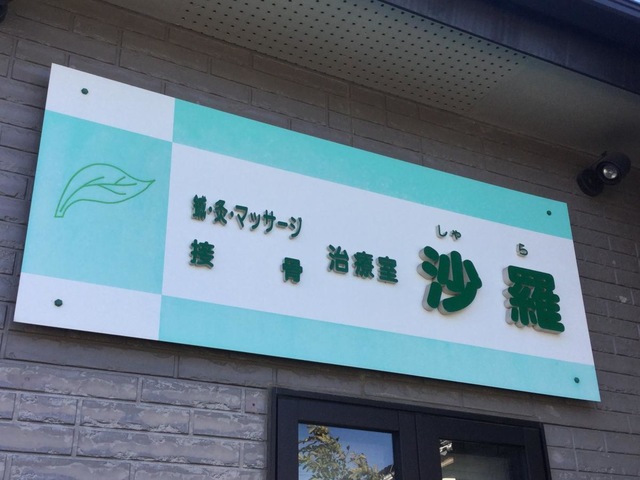 鍼・灸・マッサージ
接骨 治療室
しゃら
沙羅